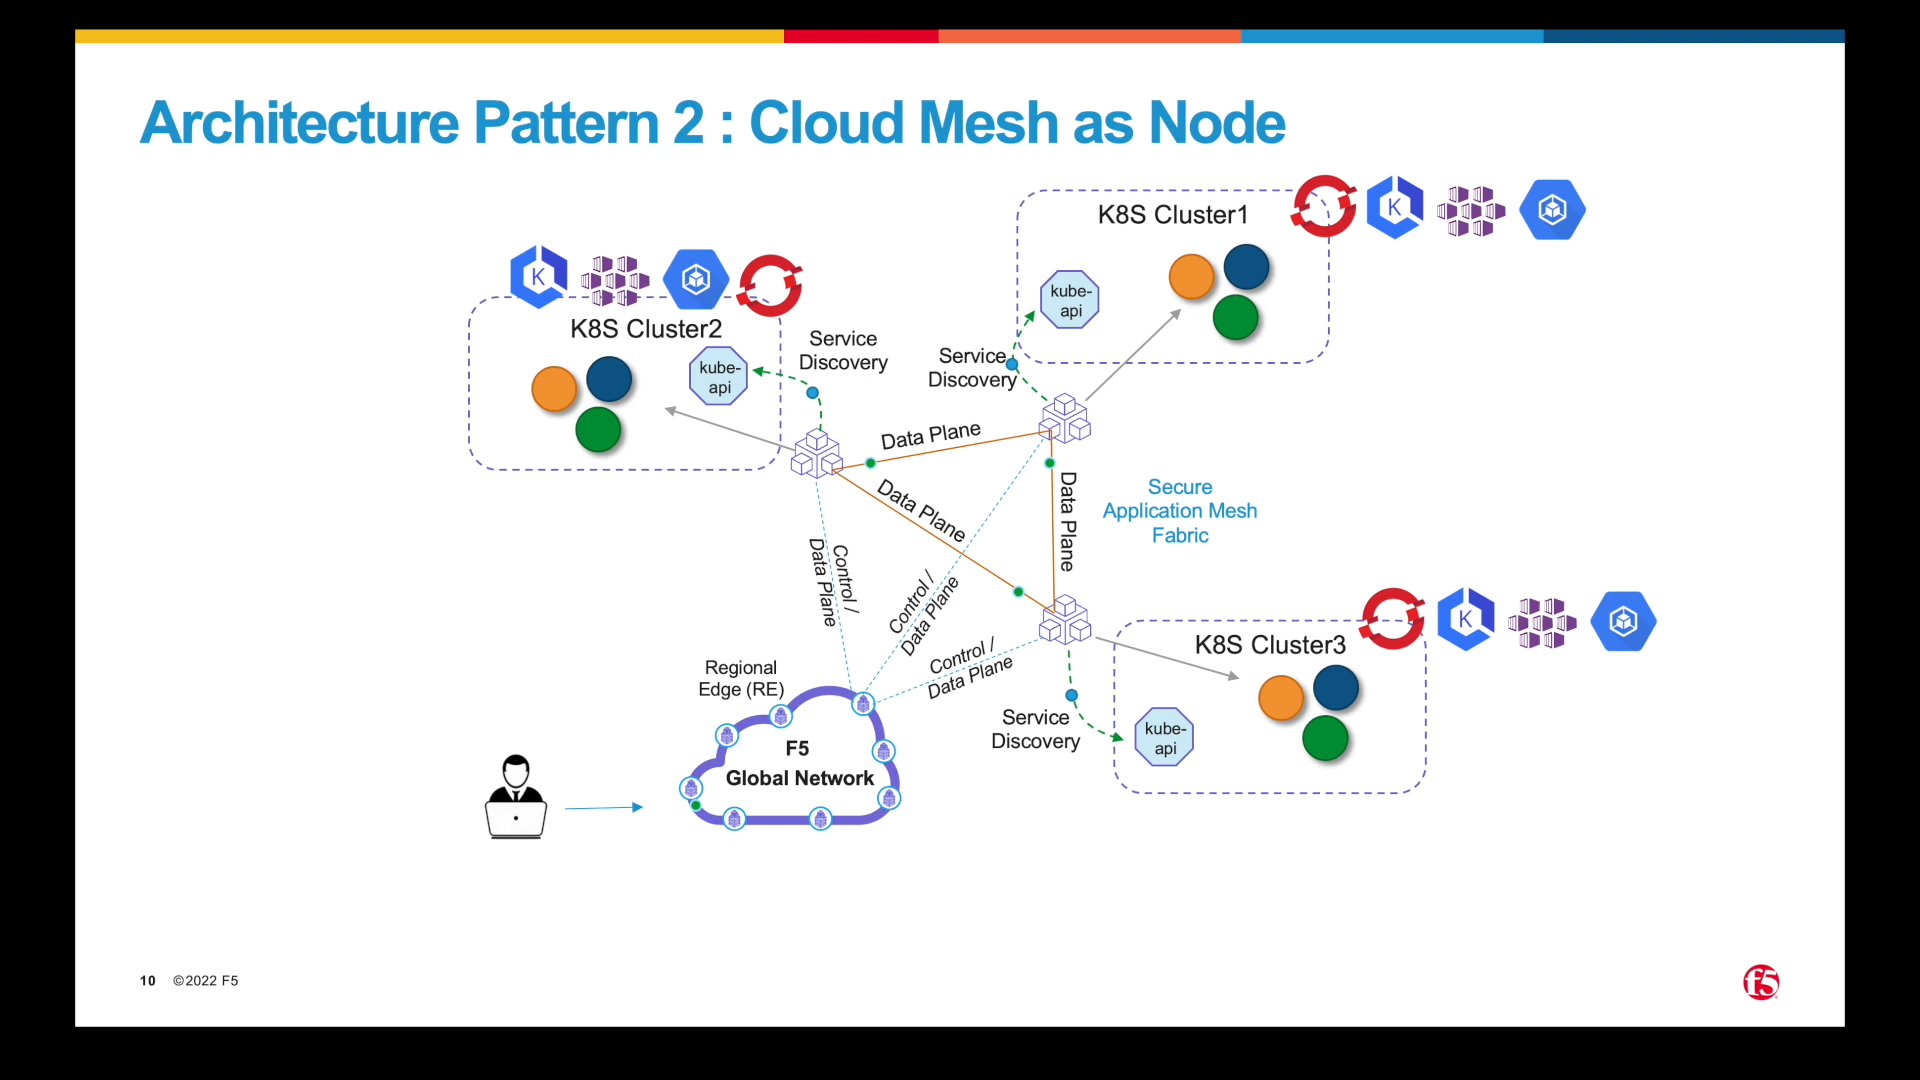 Architecture Pattern 2 : Cloud Mesh as Node
K8S Cluster1
K
kube-
api
Service
Discovery
K
K8S Cluster2
kube-
api
Service
Discovery
Data Plane
Data Plane
Data Plane
Secure
Application Mesh
Fabric
Control /
Data Plane
Control /
Data Plane
Control /
Data Plane
K8S Cluster3
K
kube-
api
Service
Discovery
Regional
Edge (RE)
F5
Global Network
10 ©2022 F5
f5